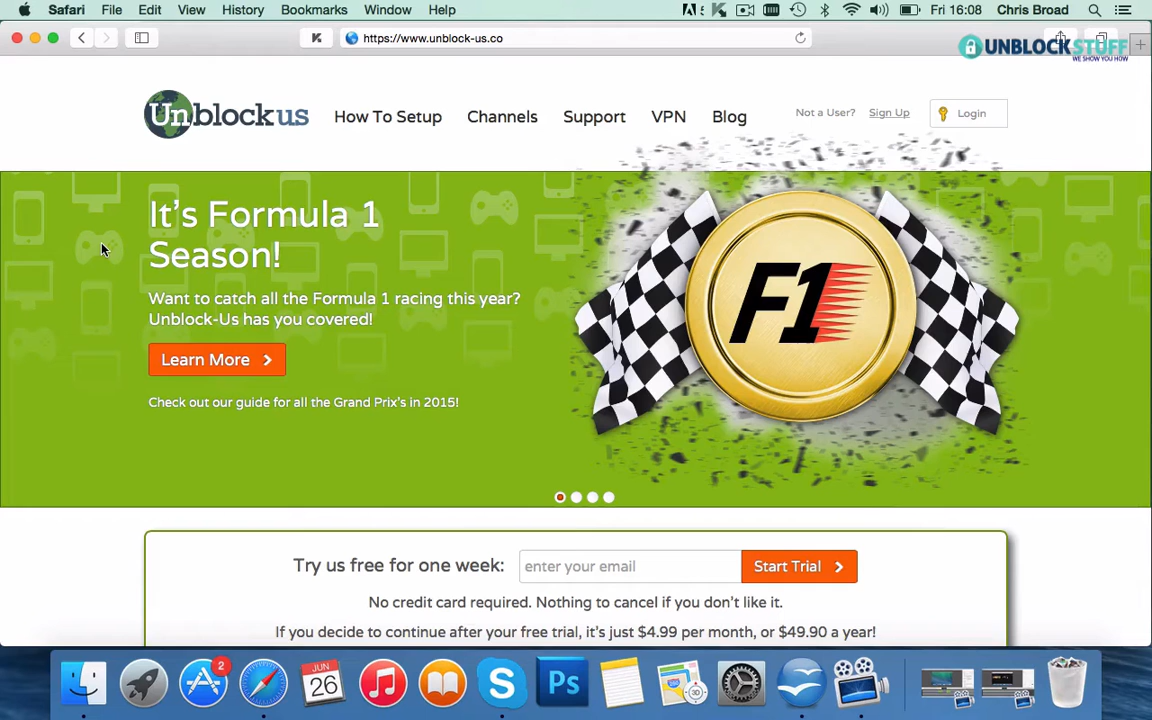 Safari File Edit View History Bookmarks Window Help 5 Fri 16:08 Chris Broad
https://www.unblock-us.co
UNBLOCKSTUFF
WE SHOW YOU HOW
Unblockus How To Setup Channels Support VPN Blog Not a User? Sign Up Login
It's Formula 1
Season!
Want to catch all the Formula 1 racing this year?
Unblock-Us has you covered!
Learn More
Check out our guide for all the Grand Prix's in 2015!
F1
Try us free for one week: enter your email Start Trial
No credit card required. Nothing to cancel if you don't like it.
If you decide to continue after your free trial, it's just $4.99 per month, or $49.90 a year!
2
JUN
26
S
Ps